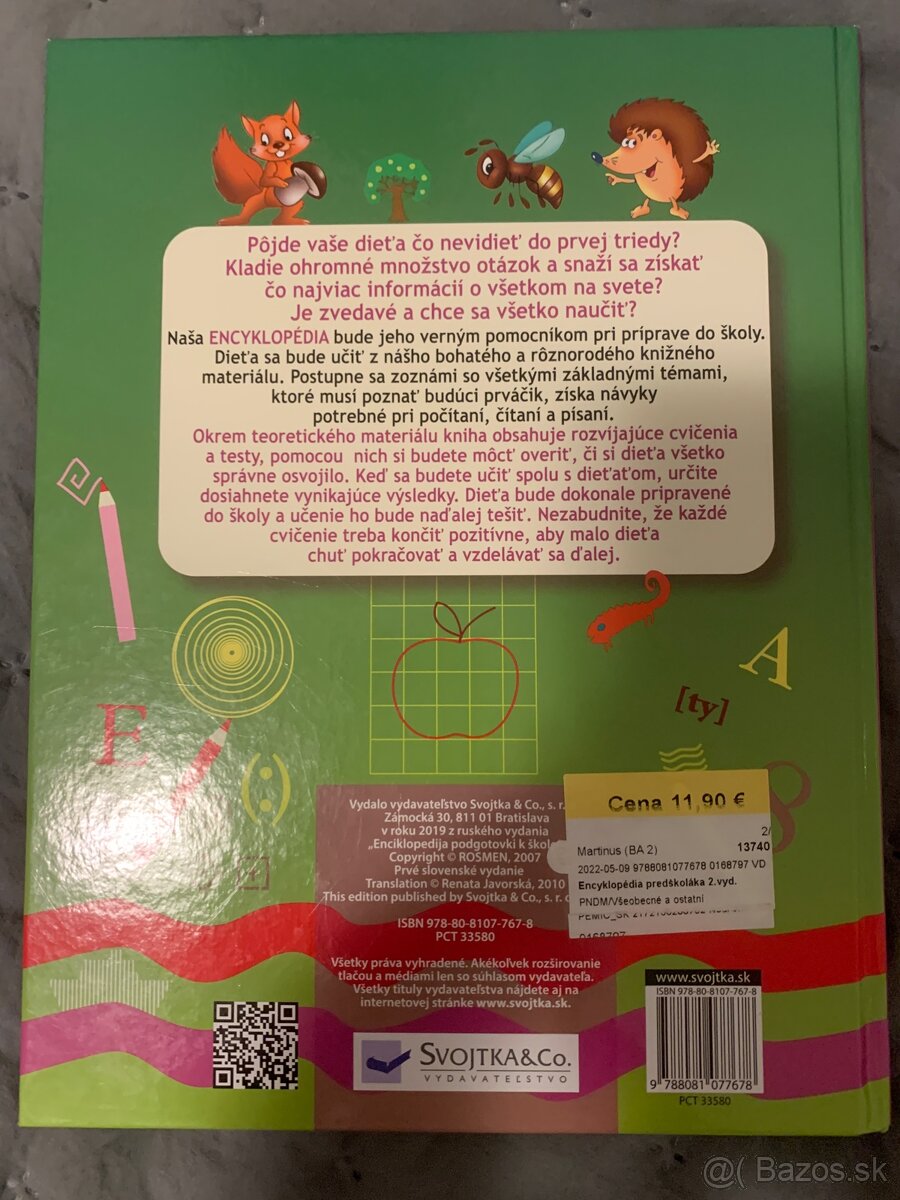 Pôjde vaše dieťa čo nevidieť do prvej triedy?
Kladie ohromné množstvo otázok a snaží sa získať
čo najviac informácií o všetkom na svete?
Je zvedavé a chce sa všetko naučiť?
Naša ENCYKLOPÉDIA bude jeho verným pomocníkom pri príprave do školy.
Dieťa sa bude učiť z nášho bohatého a rôznorodého knižného
materiálu. Postupne sa zoznámi so všetkými základnými témami,
ktoré musí poznať budúci prváčik, získa návyky
potrebné pri počítaní, čítaní a písaní.
Okrem teoretického materiálu kniha obsahuje rozvíjajúce cvičenia
a testy, pomocou nich si budete môcť overiť, či si dieťa všetko
správne osvojilo. Keď sa budete učiť spolu s dieťaťom, určite
dosiahnete vynikajúce výsledky. Dieťa bude dokonale pripravené
do školy a učenie ho bude naďalej tešiť. Nezabudnite, že každé
cvičenie treba končiť pozitívne, aby malo dieťa
chuť pokračovať a vzdelávať sa ďalej.
A
[ty]
E
8
Cena 11,90 €
2/
Martinus (BA 2) 13740
2022-05-09 9788081077678 0168797 VD
Encyklopédia predškoláka 2.vyd.
PNDM/Všeobecné a ostatní
Vydalo vydavateľstvo Svojtka & Co., s. r.
Zámocká 30, 811 01 Bratislava
v roku 2019 z ruského vydania
„Enciklopedija podgotovki k škole
Copyright © ROSMEN, 2007
Prvé slovenské vydanie
Translation © Renata Javorská, 2010
This edition published by Svojtka & Co., s. r.
ISBN 978-80-8107-767-8
PCT 33580
Všetky práva vyhradené. Akékoľvek rozširovanie
tlačou a médiami len so súhlasom vydavateľa.
Všetky tituly vydavateľstva nájdete aj na
internetovej stránke www.svojtka.sk.
SVOJTKA&CO.
VYDAVATEĽSTVO
www.svojtka.sk
ISBN 978-80-8107-767-8
9 788081 077678
PCT 33580
@( Bazos.sk